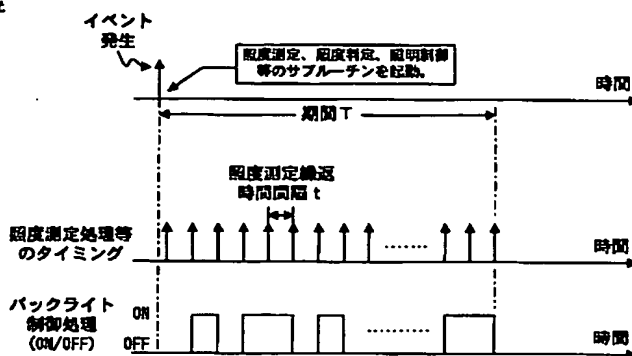 イベント
発生
照度測定、照度判定、照明制御
等のサブルーチンを起動。
時間
期間T
照度測定繰返
時間間隔 t
照度測定処理等
のタイミング
時間
バックライト
制御処理
(ON/OFF)
ON
OFF
時間